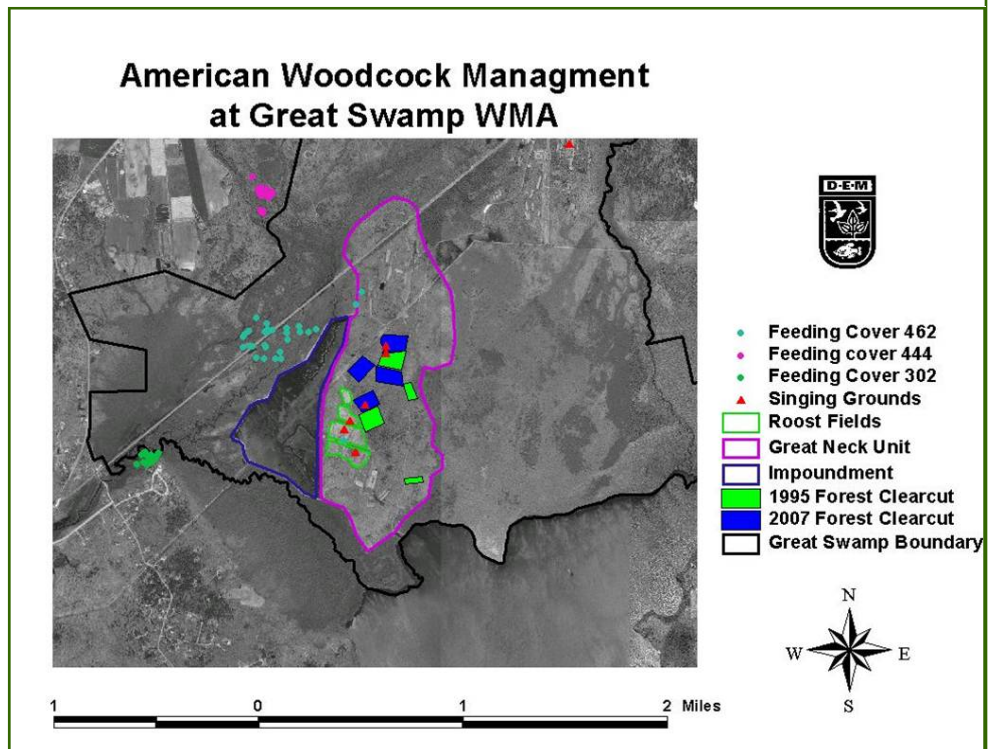 American Woodcock Managment
at Great Swamp WMA
D·E·M
Feeding Cover 462
Feeding cover 444
Feeding Cover 302
Singing Grounds
Roost Fields
Great Neck Unit
Impoundment
1995 Forest Clearcut
2007 Forest Clearcut
Great Swamp Boundary
N
W E
S
1 0 1 2 Miles